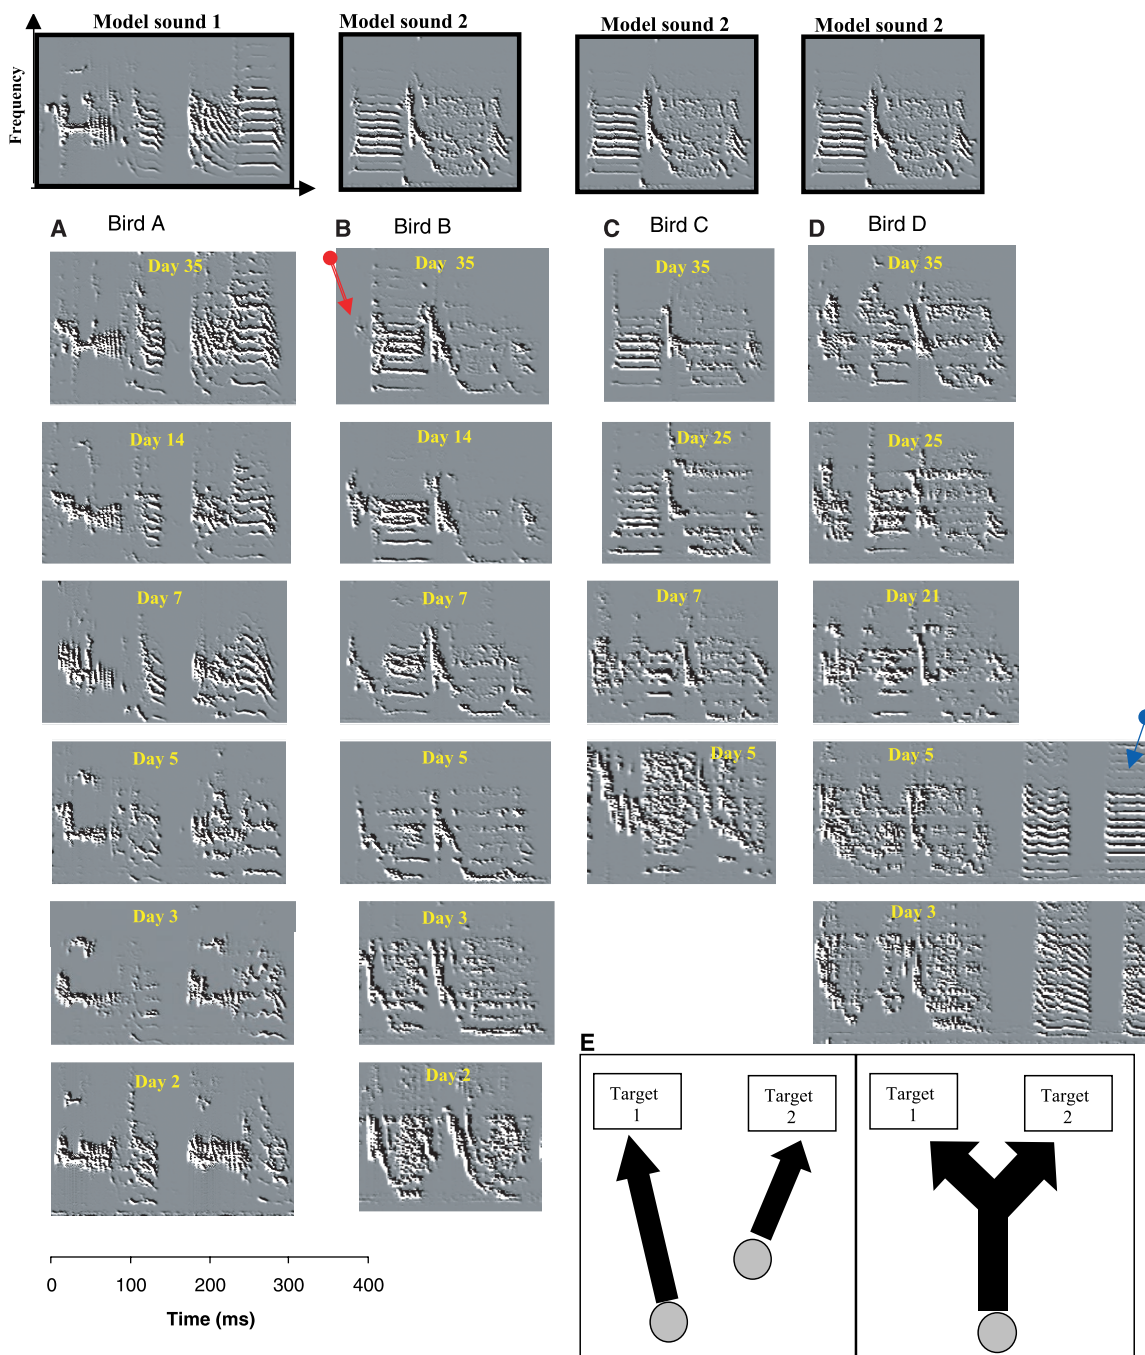 Model sound 1
Model sound 2
Model sound 2
Model sound 2
Frequency
A
Bird A
B
Bird B
C
Bird C
D
Bird D
Day 35
Day 35
Day 35
Day 35
Day 14
Day 14
Day 25
Day 25
Day 7
Day 7
Day 7
Day 21
Day 5
Day 5
Day 5
Day 5
Day 3
Day 3
Day 3
Day 2
Day 2
E
Target
1
Target
2
Target
1
Target
2
0 100 200 300 400
Time (ms)